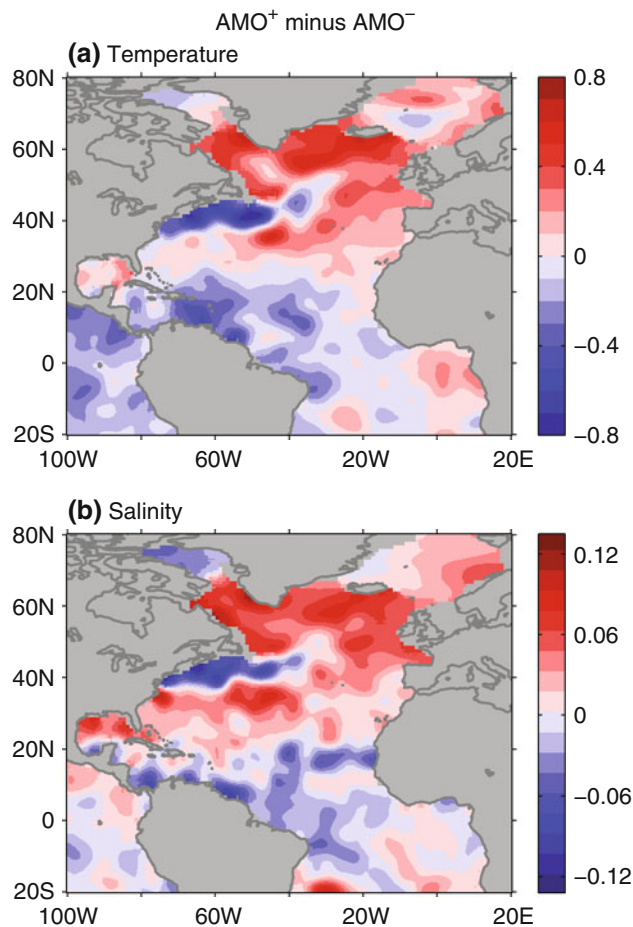 AMO⁺ minus AMO⁻
(a) Temperature
80N
60N
40N
20N
0
20S
100W 60W 20W 20E
0.8
0.4
0
−0.4
−0.8
(b) Salinity
80N
60N
40N
20N
0
20S
100W 60W 20W 20E
0.12
0.06
0
−0.06
−0.12